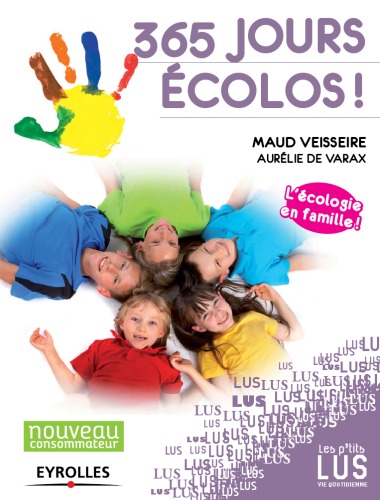 365 JOURS
ÉCOLOS !
MAUD VEISSEIRE
AURÉLIE DE VARAX
L'écologie
en famille !
nouveau
consommateur
EYROLLES
LUS
Les p'tits
LUS
VIE QUOTIDIENNE